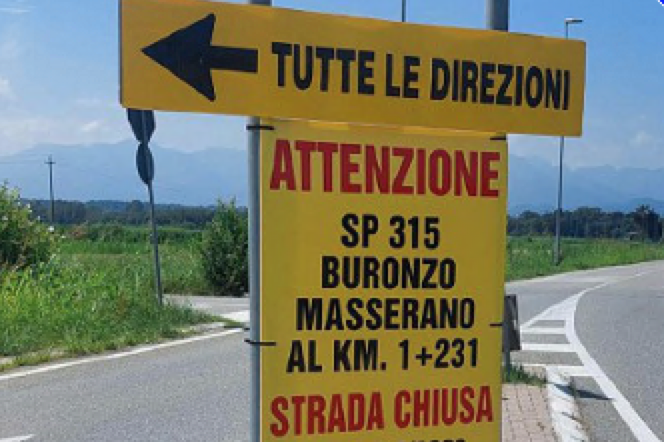 TUTTE LE DIREZIONI
ATTENZIONE
SP 315
BURONZO
MASSERANO
AL KM. 1+231
STRADA CHIUSA